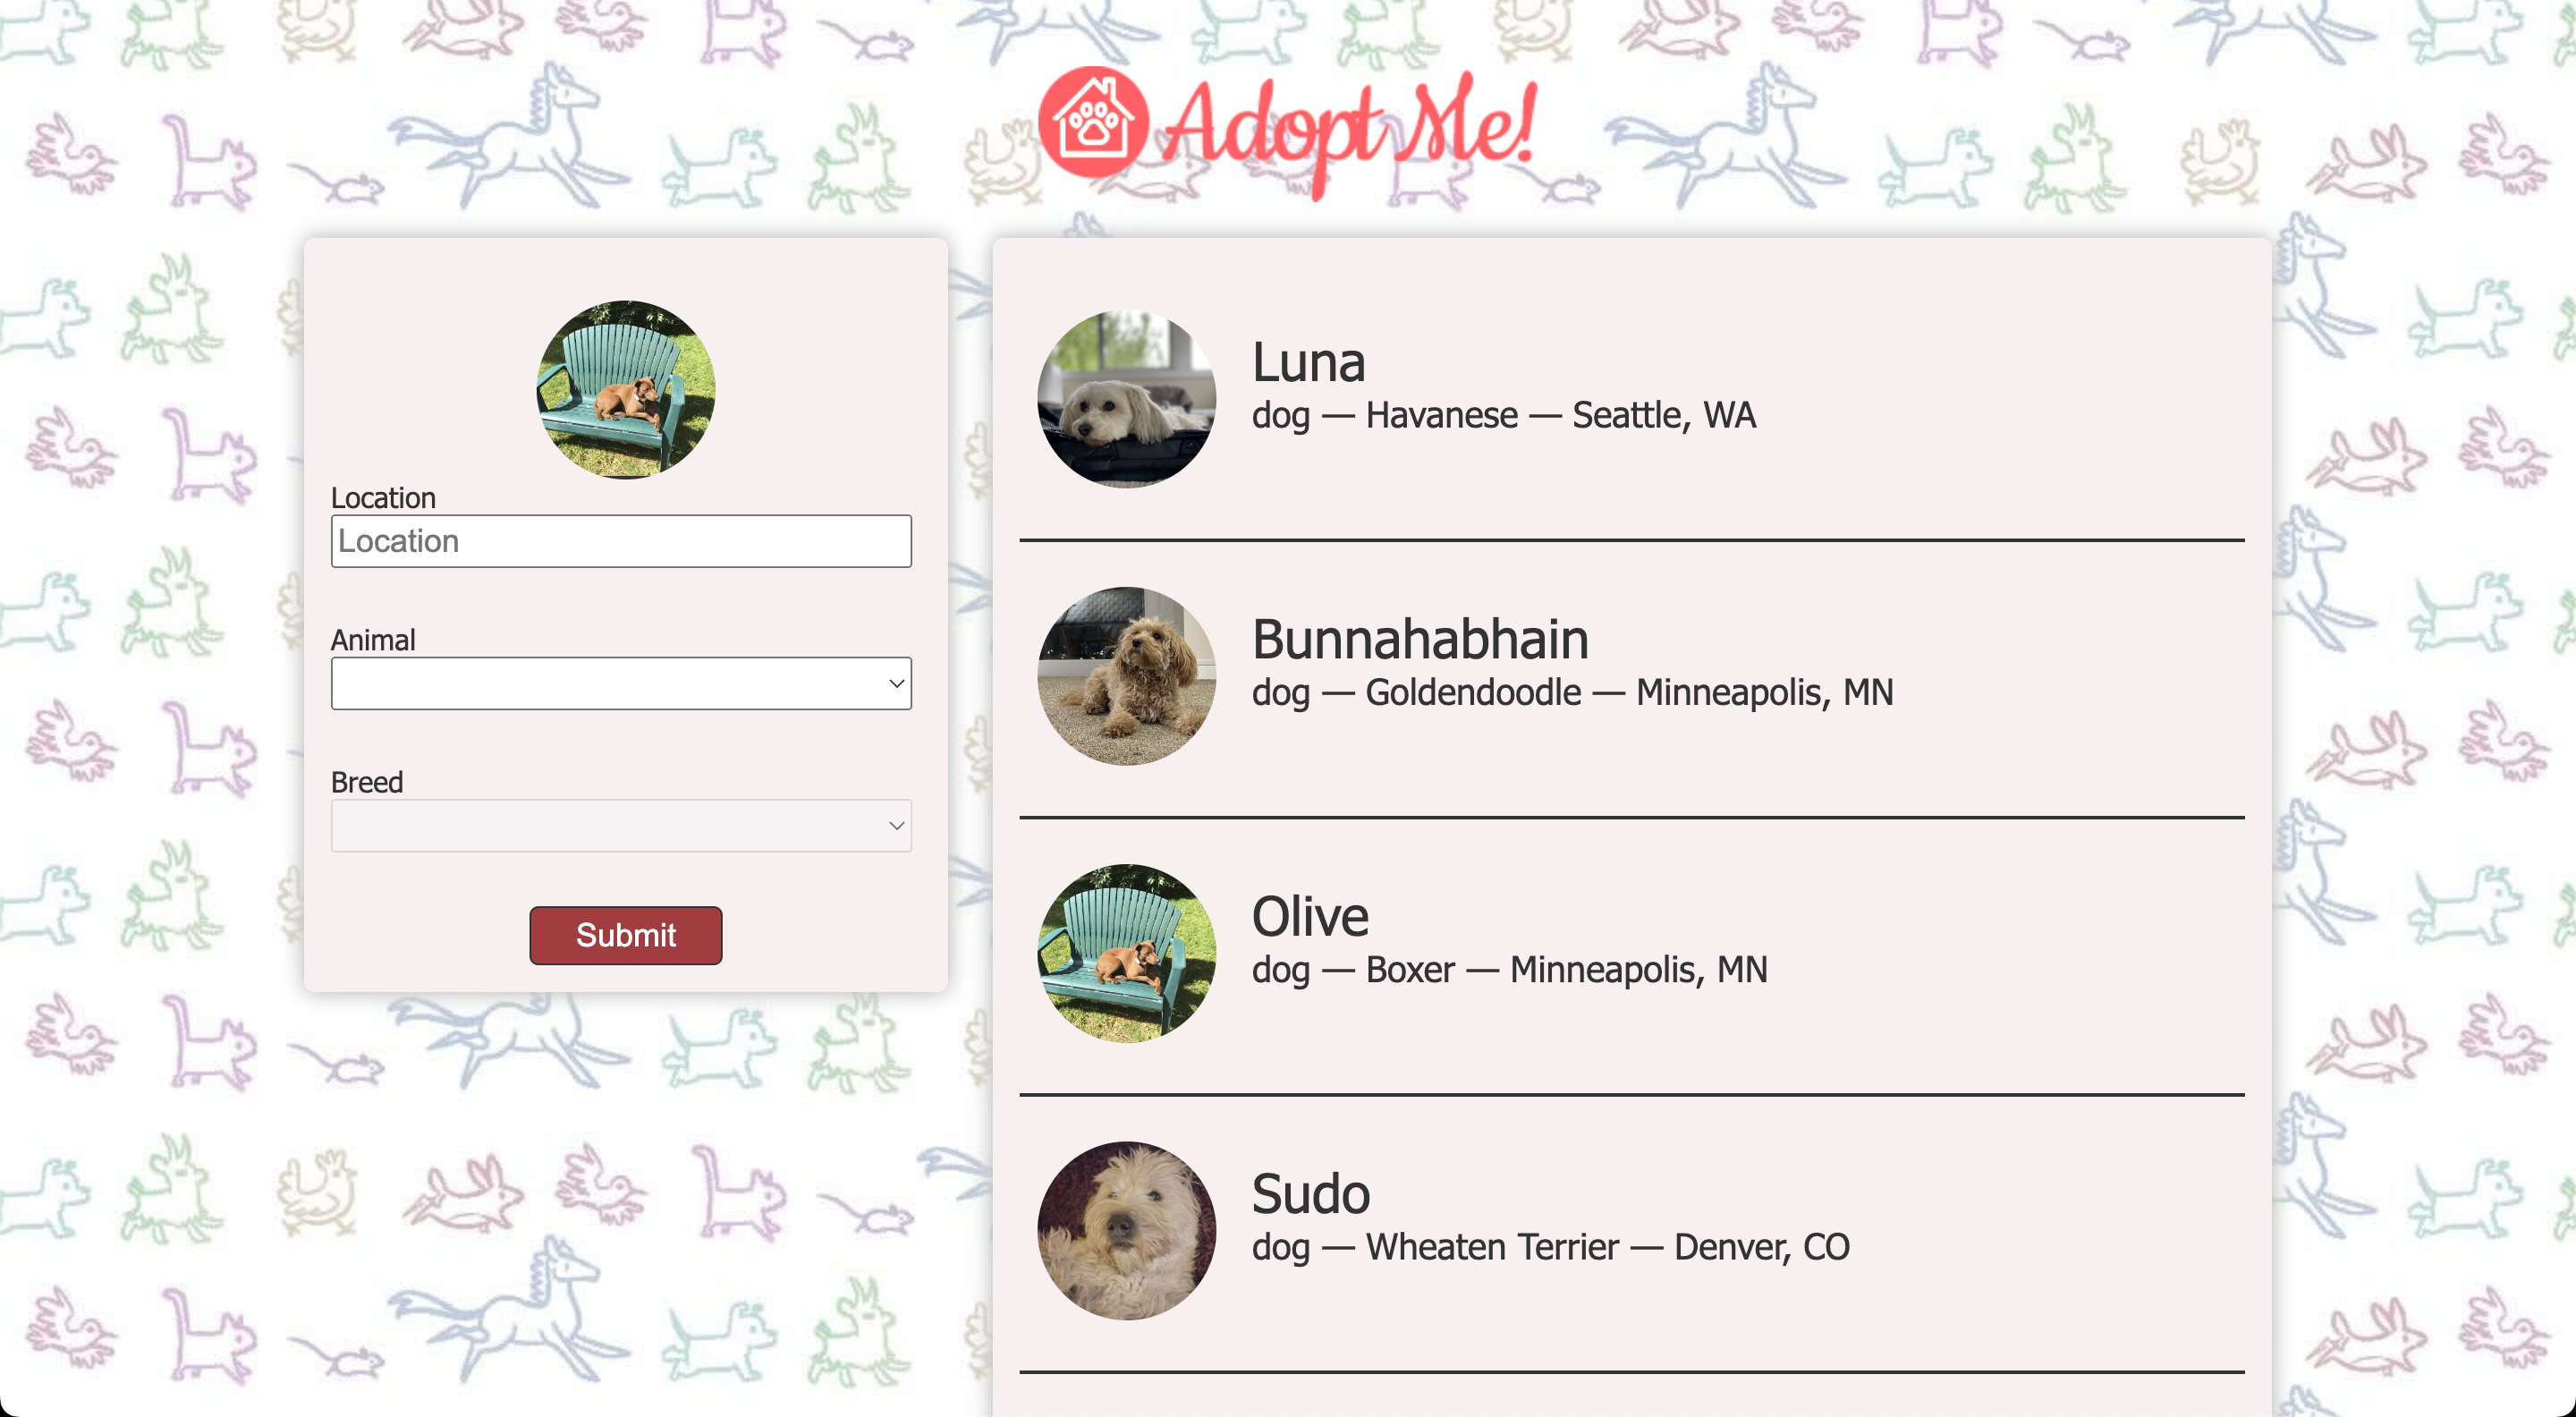 Adopt Me!
Location
Location
Animal
Breed
Submit
Luna
dog — Havanese — Seattle, WA
Bunnahabhain
dog — Goldendoodle — Minneapolis, MN
Olive
dog — Boxer — Minneapolis, MN
Sudo
dog — Wheaten Terrier — Denver, CO